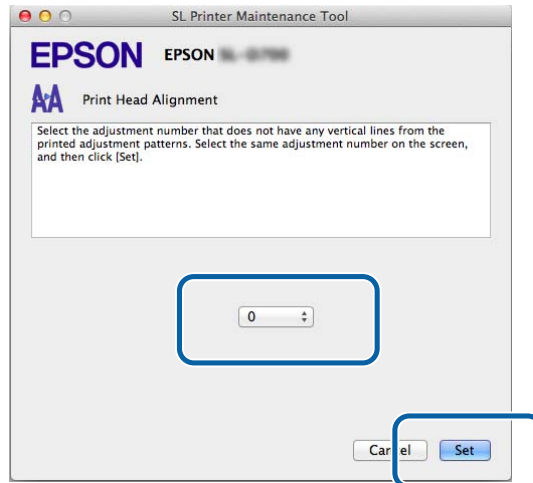 SL Printer Maintenance Tool
EPSON EPSON
Print Head Alignment
Select the adjustment number that does not have any vertical lines from the
printed adjustment patterns. Select the same adjustment number on the screen,
and then click [Set].
0
Cancel Set